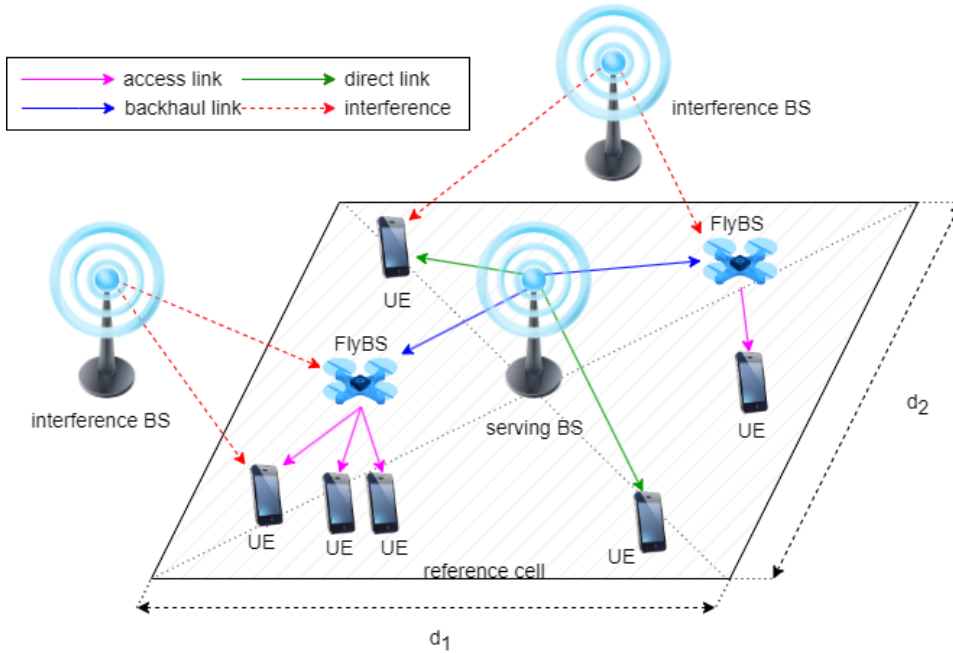 access link
direct link
backhaul link
interference
interference BS
FlyBS
UE
FlyBS
interference BS
serving BS
UE
d2
UE
UE
UE
UE
reference cell
d1